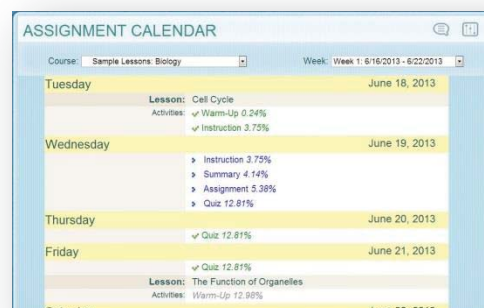 ASSIGNMENT CALENDAR
Course: Sample Lessons: Biology Week: Week 1: 6/16/2013 - 6/22/2013
Tuesday June 18, 2013
Lesson: Cell Cycle
Activities: Warm-Up 0.24%
Instruction 3.75%
Wednesday June 19, 2013
Instruction 3.75%
Summary 4.14%
Assignment 5.38%
Quiz 12.81%
Thursday June 20, 2013
Quiz 12.81%
Friday June 21, 2013
Quiz 12.81%
Lesson: The Function of Organelles
Activities: Warm-Up 12.98%